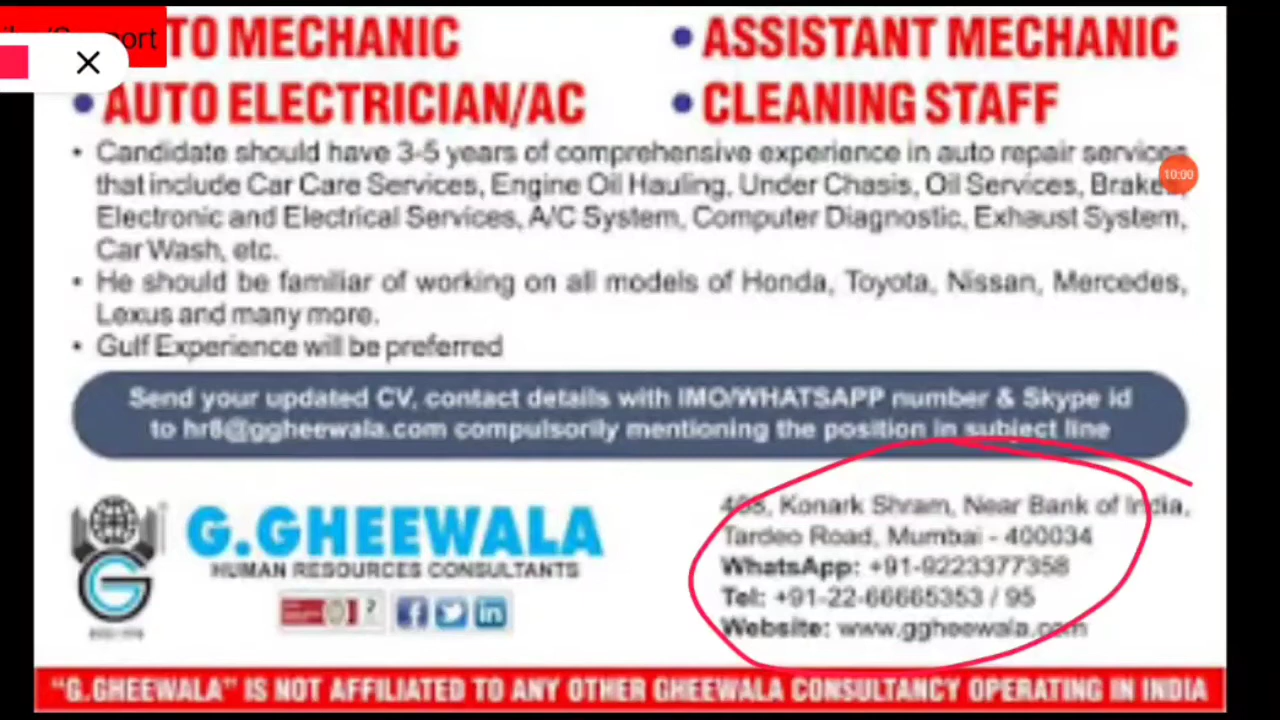 TO MECHANIC
• ASSISTANT MECHANIC
• AUTO ELECTRICIAN/AC
• CLEANING STAFF
• Candidate should have 3-5 years of comprehensive experience in auto repair services
10:00
that include Car Care Services, Engine Oil Hauling, Under Chasis, Oil Services, Brake
Electronic and Electrical Services, A/C System, Computer Diagnostic, Exhaust System,
Car Wash, etc.
• He should be familiar of working on all models of Honda, Toyota, Nissan, Mercedes,
Lexus and many more.
• Gulf Experience will be preferred
Send your updated CV, contact details with IMO/WHATSAPP number & Skype id
to hr8@ggheewala.com compulsorily mentioning the position in subject line
G.GHEEWALA
HUMAN RESOURCES CONSULTANTS
Konark Shram, Near Bank of India,
Tardeo Road, Mumbai - 400034
WhatsApp: +91-9223377358
Tel: +91-22-66665353 / 95
Website: www.ggheewala.com
"G.GHEEWALA" IS NOT AFFILIATED TO ANY OTHER GHEEWALA CONSULTANCY OPERATING IN INDIA